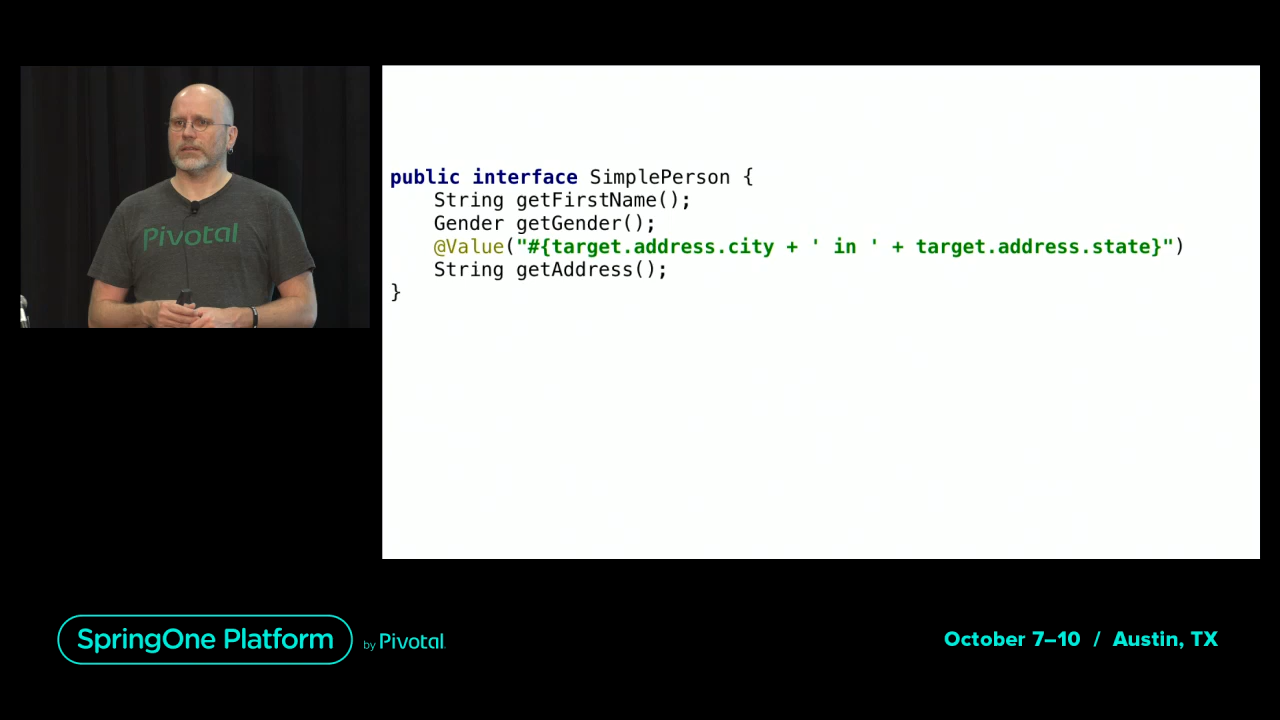 Pivotal
public interface SimplePerson {
    String getFirstName();
    Gender getGender();
    @Value("#{target.address.city + ' in ' + target.address.state}")
    String getAddress();
}
SpringOne Platform by Pivotal
October 7–10 / Austin, TX